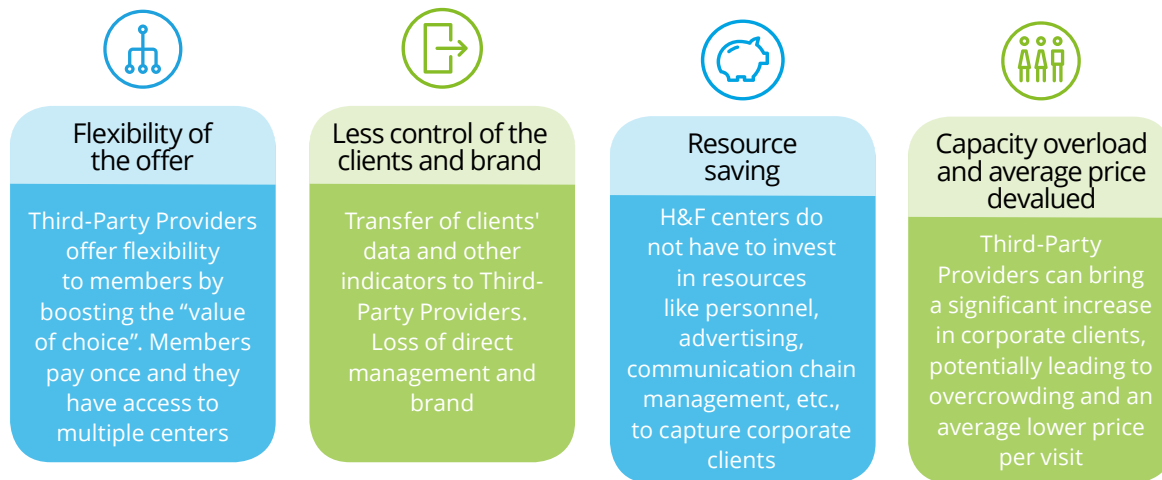 Flexibility of
the offer
Third-Party Providers
offer flexibility
to members by
boosting the “value
of choice”. Members
pay once and they
have access to
multiple centers
Less control of the
clients and brand
Transfer of clients'
data and other
indicators to Third-
Party Providers.
Loss of direct
management and
brand
Resource
saving
H&F centers do
not have to invest
in resources
like personnel,
advertising,
communication chain
management, etc.,
to capture corporate
clients
Capacity overload
and average price
devalued
Third-Party
Providers can bring
a significant increase
in corporate clients,
potentially leading to
overcrowding and an
average lower price
per visit